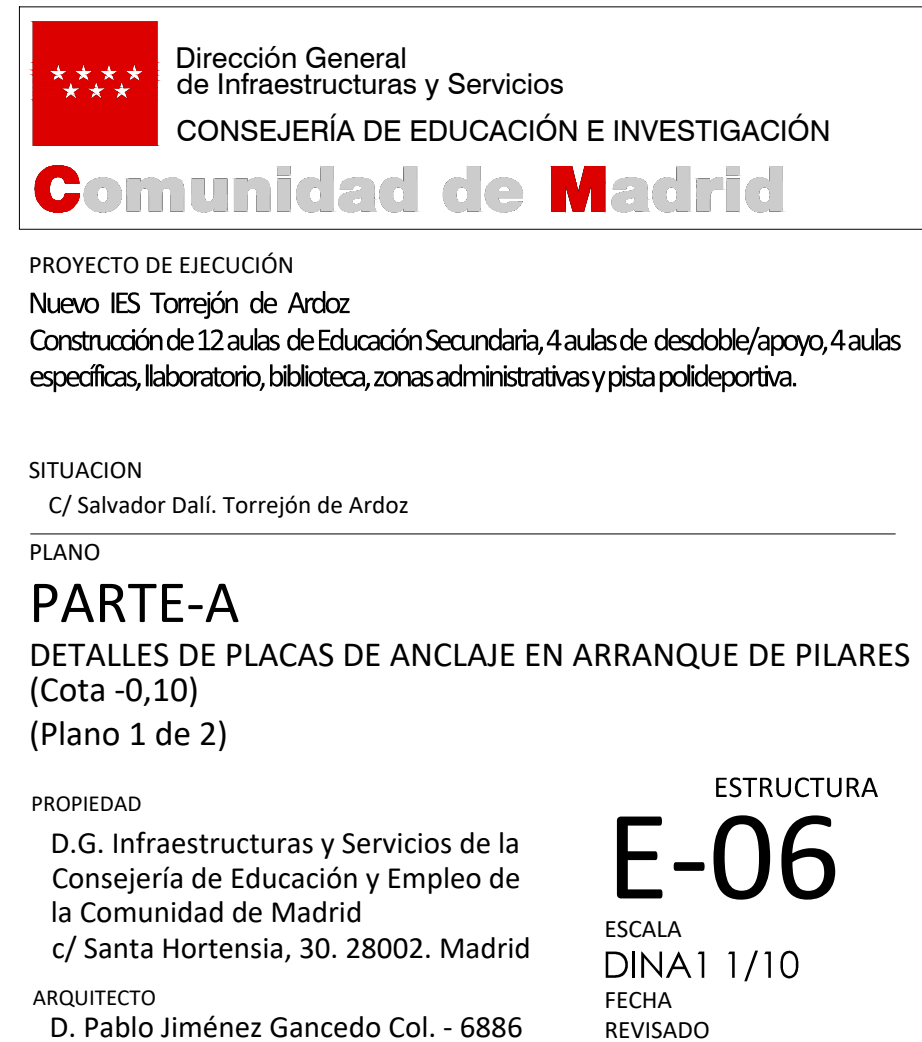 Dirección General
de Infraestructuras y Servicios
CONSEJERÍA DE EDUCACIÓN E INVESTIGACIÓN
Comunidad de Madrid
PROYECTO DE EJECUCIÓN
Nuevo IES Torrejón de Ardoz
Construcción de 12 aulas de Educación Secundaria, 4 aulas de desdoble/apoyo, 4 aulas
específicas, llaboratorio, biblioteca, zonas administrativas y pista polideportiva.
SITUACION
C/ Salvador Dalí. Torrejón de Ardoz
PLANO
PARTE-A
DETALLES DE PLACAS DE ANCLAJE EN ARRANQUE DE PILARES
(Cota -0,10)
(Plano 1 de 2)
PROPIEDAD
D.G. Infraestructuras y Servicios de la
Consejería de Educación y Empleo de
la Comunidad de Madrid
c/ Santa Hortensia, 30. 28002. Madrid
ARQUITECTO
D. Pablo Jiménez Gancedo Col. - 6886
ESTRUCTURA
E-06
ESCALA
DINA1 1/10
FECHA
REVISADO